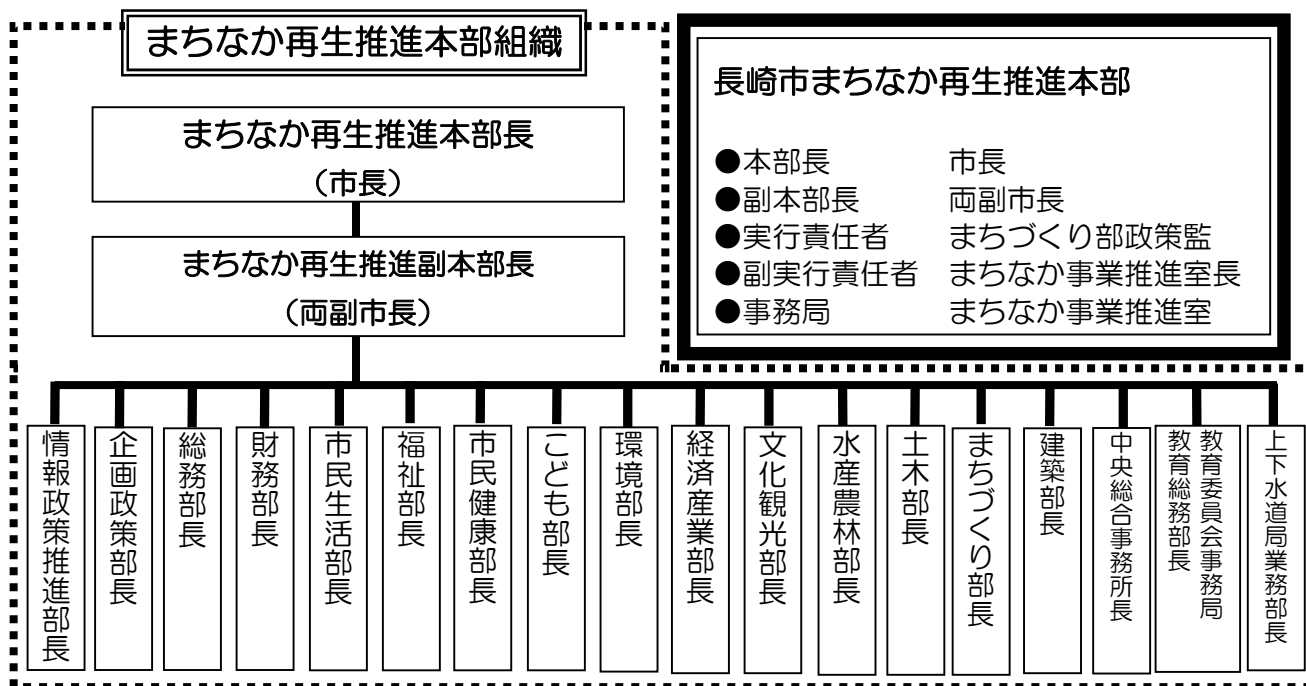 まちなか再生推進本部組織
まちなか再生推進本部長
（市長）
まちなか再生推進副本部長
（両副市長）
長崎市まちなか再生推進本部
●本部長 市長
●副本部長 両副市長
●実行責任者 まちづくり部政策監
●副実行責任者 まちなか事業推進室長
●事務局 まちなか事業推進室
情報政策推進部長
企画政策部長
総務部長
財務部長
市民生活部長
福祉部長
市民健康部長
こども部長
環境部長
経済産業部長
文化観光部長
水産農林部長
土木部長
まちづくり部長
建築部長
中央総合事務所長
教育委員会事務局
教育総務部長
上下水道局業務部長